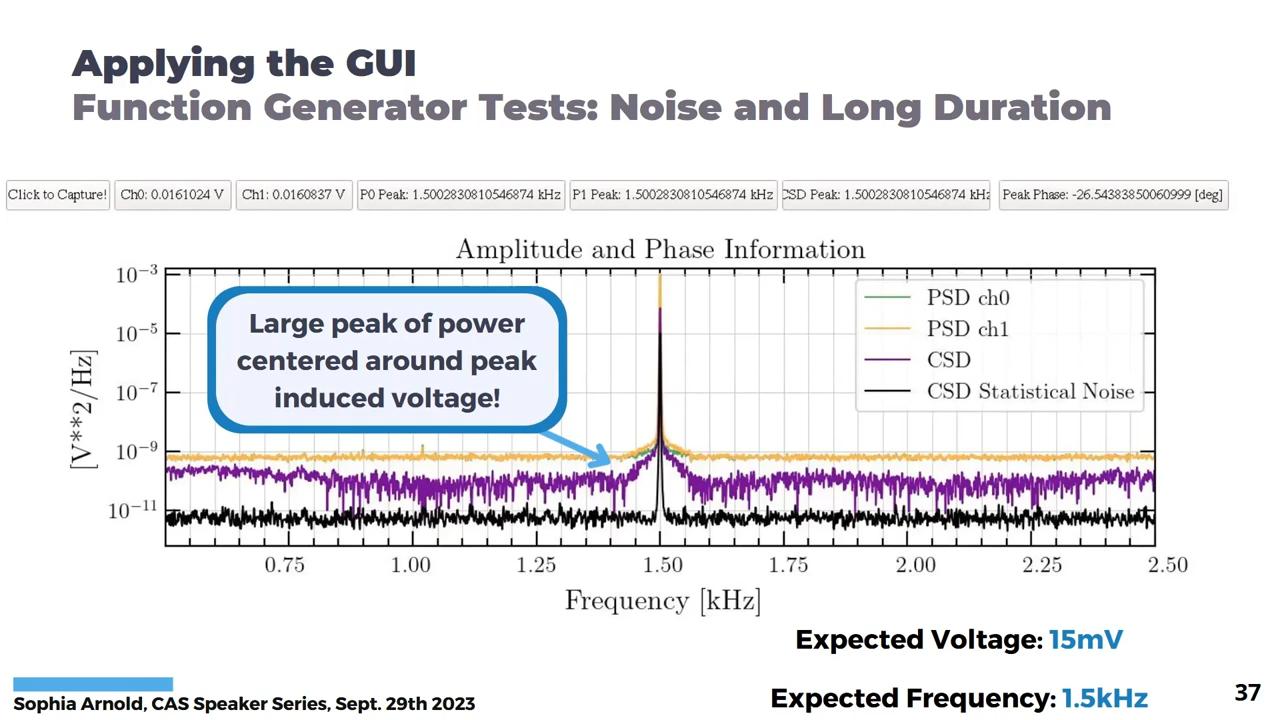 Applying the GUI
Function Generator Tests: Noise and Long Duration
Click to Capture! Ch0: 0.0161024 V Ch1: 0.0160837 V P0 Peak: 1.5002830810546874 kHz P1 Peak: 1.5002830810546874 kHz CSD Peak: 1.5002830810546874 kHz Peak Phase: -26.54383850060999 [deg]
Amplitude and Phase Information
[V**2/Hz]
10⁻³
10⁻⁵
10⁻⁷
10⁻⁹
10⁻¹¹
Large peak of power
centered around peak
induced voltage!
PSD ch0
PSD ch1
CSD
CSD Statistical Noise
0.75 1.00 1.25 1.50 1.75 2.00 2.25 2.50
Frequency [kHz]
Expected Voltage: 15mV
Expected Frequency: 1.5kHz
Sophia Arnold, CAS Speaker Series, Sept. 29th 2023
37